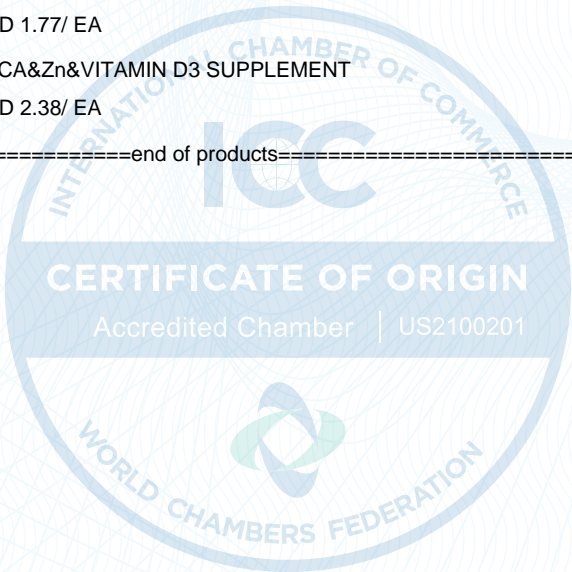 D 1.77/ EA
CA&Zn&VITAMIN D3 SUPPLEMENT
D 2.38/ EA
===========end of products=========================
INTERNATIONAL CHAMBER OF COMMERCE
ICC
CERTIFICATE OF ORIGIN
Accredited Chamber | US2100201
WORLD CHAMBERS FEDERATION